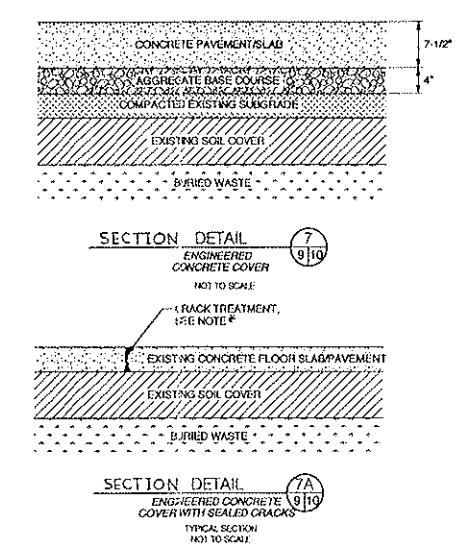 CONCRETE PAVEMENT/SLAB
7-1/2"
AGGREGATE BASE COURSE
4"
COMPACTED EXISTING SUBGRADE
EXISTING SOIL COVER
BURIED WASTE
SECTION DETAIL
7
9 10
ENGINEERED
CONCRETE COVER
NOT TO SCALE
CRACK TREATMENT,
SEE NOTE
EXISTING CONCRETE FLOOR SLAB/PAVEMENT
EXISTING SOIL COVER
BURIED WASTE
SECTION DETAIL
7A
9 10
ENGINEERED CONCRETE
COVER WITH SEALED CRACKS
TYPICAL SECTION
NOT TO SCALE